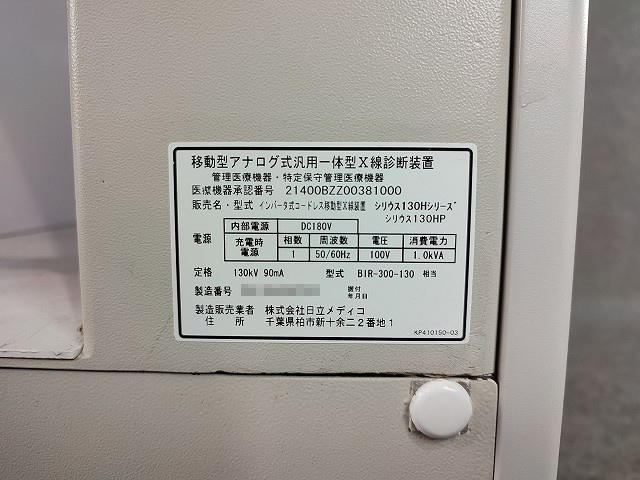 移動型アナログ式汎用一体型X線診断装置
管理医療機器・特定保守管理医療機器
医療機器承認番号 21400BZZ00381000
販売名・型式 インバータ式コードレス移動型X線装置 シリウス130Hシリーズ
シリウス130HP
電源
内部電源 DC180V
充電時電源 相数 周波数 電圧 消費電力
1 50/60Hz 100V 1.0kVA
定格 130kV 90mA 型式 BIR-300-130 相当
製造番号 据付年月日
製造販売業者 株式会社日立メディコ
住所 千葉県柏市新十余二2番地1
KP410150-03